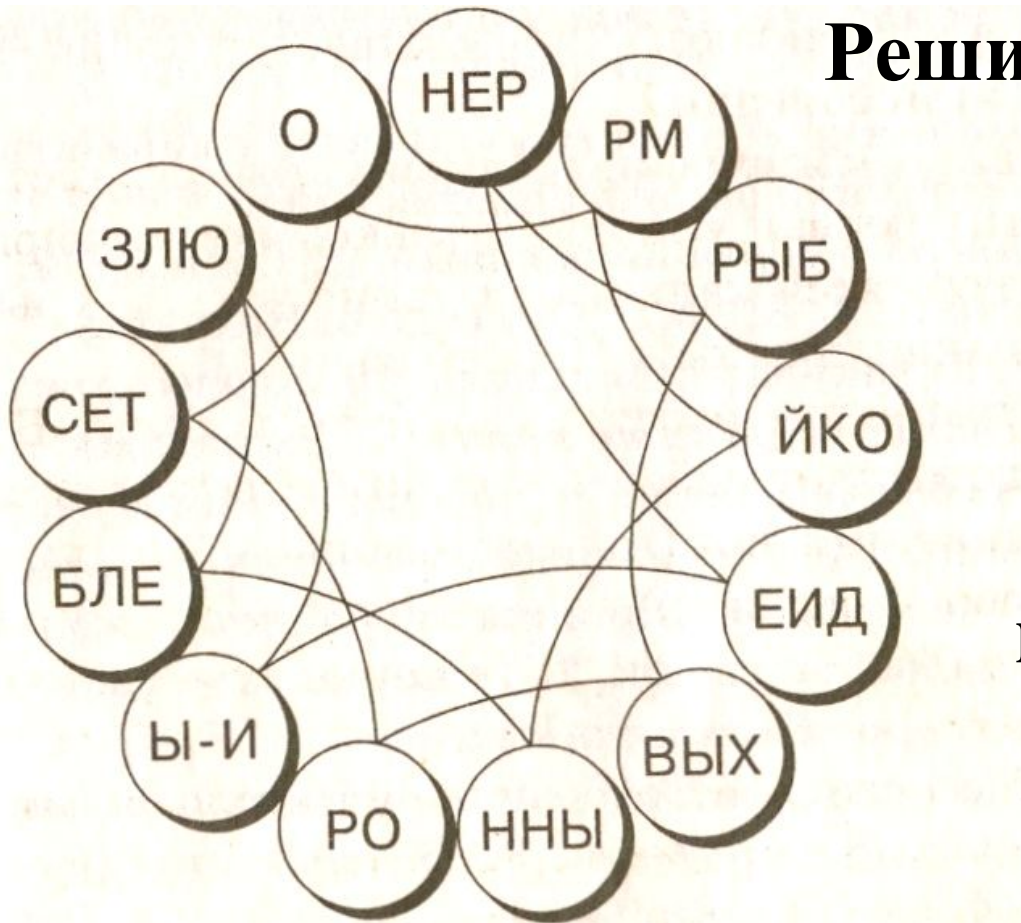 Реши
НЕР
О
РМ
ЗЛЮ
РЫБ
СЕТ
ЙКО
БЛЕ
ЕИД
Ы-И
ВЫХ
РО
ННЫ